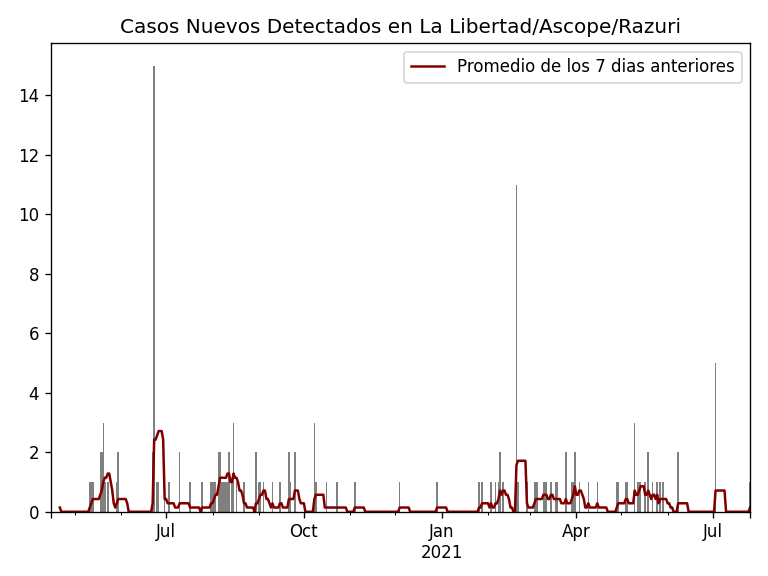 Casos Nuevos Detectados en La Libertad/Ascope/Razuri
Promedio de los 7 dias anteriores
14
12
10
8
6
4
2
0
Jul
Oct
Jan
2021
Apr
Jul